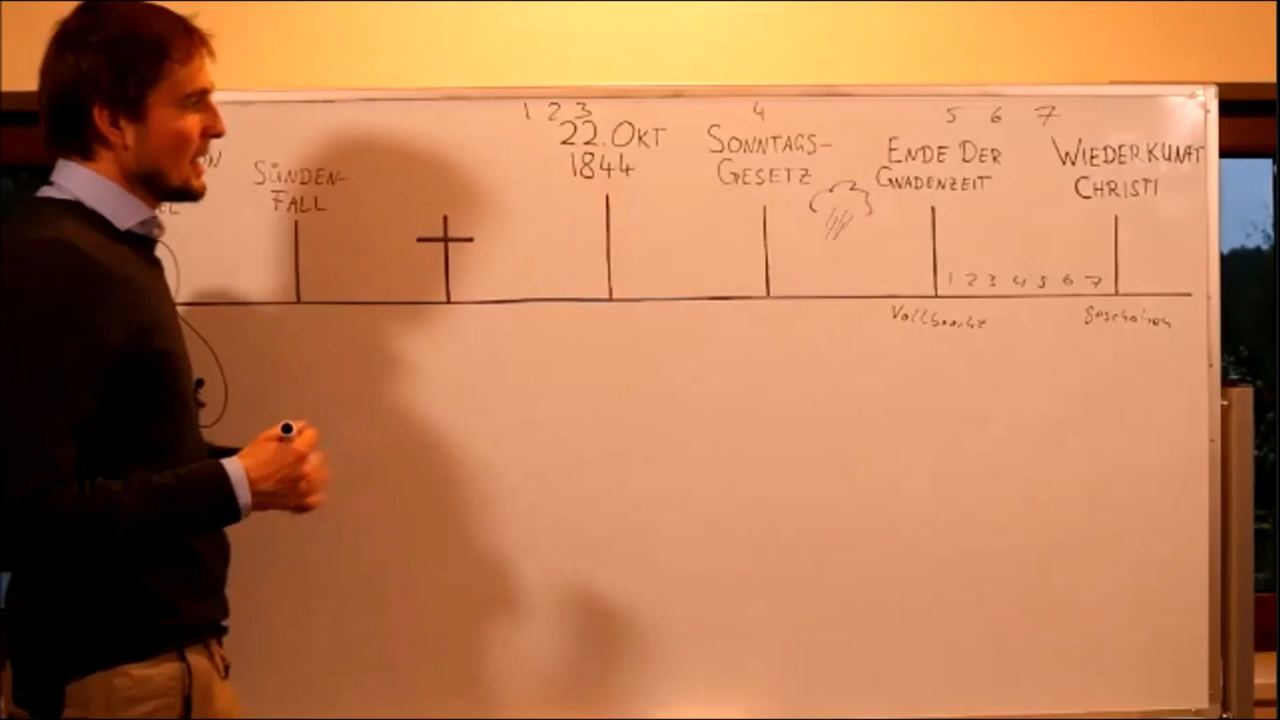 1 2 3
4
5 6 7
SÜNDEN-
FALL
22. OKT
1844
SONNTAGS-
GESETZ
ENDE DER
GNADENZEIT
WIEDERKUNFT
CHRISTI
1 2 3 4 5 6 7
Vollbracht
Geschehen